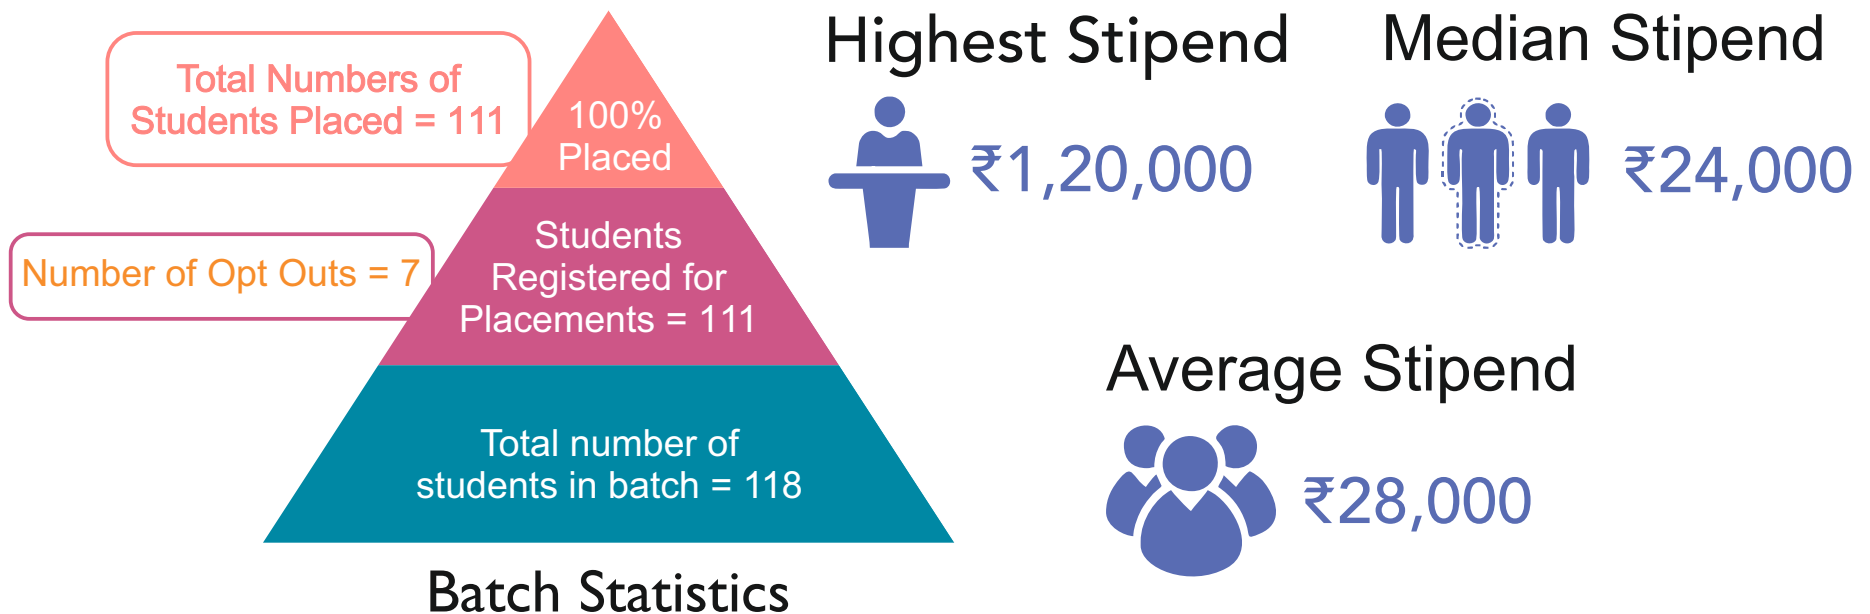 Total Numbers of
Students Placed = 111
100%
Placed
Number of Opt Outs = 7
Students
Registered for
Placements = 111
Total number of
students in batch = 118
Batch Statistics
Highest Stipend
₹1,20,000
Median Stipend
₹24,000
Average Stipend
₹28,000